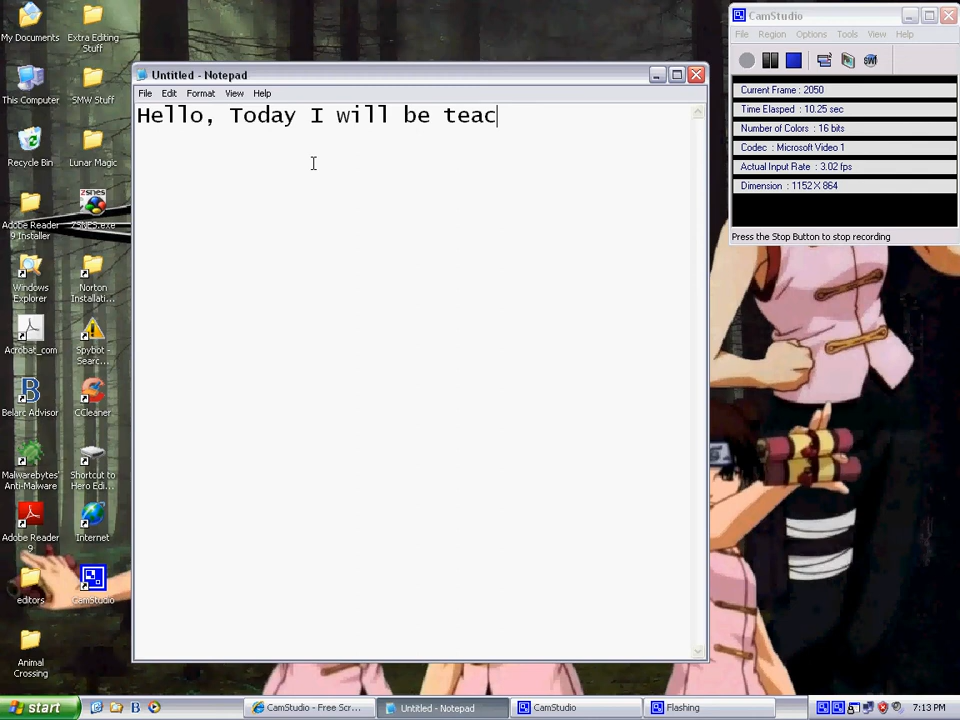 My Documents
Extra Editing
Stuff
This Computer
SMW Stuff
Recycle Bin
Lunar Magic
Adobe Reader
9 Installer
zsnes
ZSNES.exe
Windows
Explorer
Norton
Installati...
Acrobat_com
Spybot -
Searc...
Belarc Advisor
CCleaner
Malwarebytes'
Anti-Malware
Shortcut to
Hero Edi...
Adobe Reader
9
Internet
editors
CamStudio
Animal
Crossing
Untitled - Notepad
File Edit Format View Help
Hello, Today I will be teac
CamStudio
File Region Options Tools View Help
Current Frame : 2050
Time Elasped : 10.25 sec
Number of Colors : 16 bits
Codec : Microsoft Video 1
Actual Input Rate : 3.02 fps
Dimension : 1152 X 864
Press the Stop Button to stop recording
start
CamStudio - Free Scr...
Untitled - Notepad
CamStudio
Flashing
7:13 PM